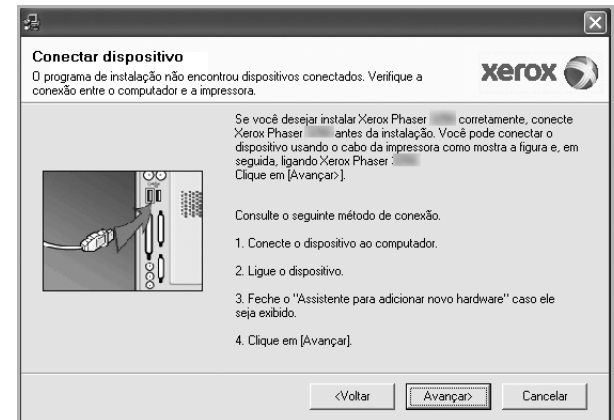 Conectar dispositivo
O programa de instalação não encontrou dispositivos conectados. Verifique a
conexão entre o computador e a impressora.
xerox
Se você desejar instalar Xerox Phaser corretamente, conecte
Xerox Phaser antes da instalação. Você pode conectar o
dispositivo usando o cabo da impressora como mostra a figura e, em
seguida, ligando Xerox Phaser
Clique em [Avançar>].
Consulte o seguinte método de conexão.
1. Conecte o dispositivo ao computador.
2. Ligue o dispositivo.
3. Feche o "Assistente para adicionar novo hardware" caso ele
seja exibido.
4. Clique em [Avançar].
<Voltar
Avançar>
Cancelar